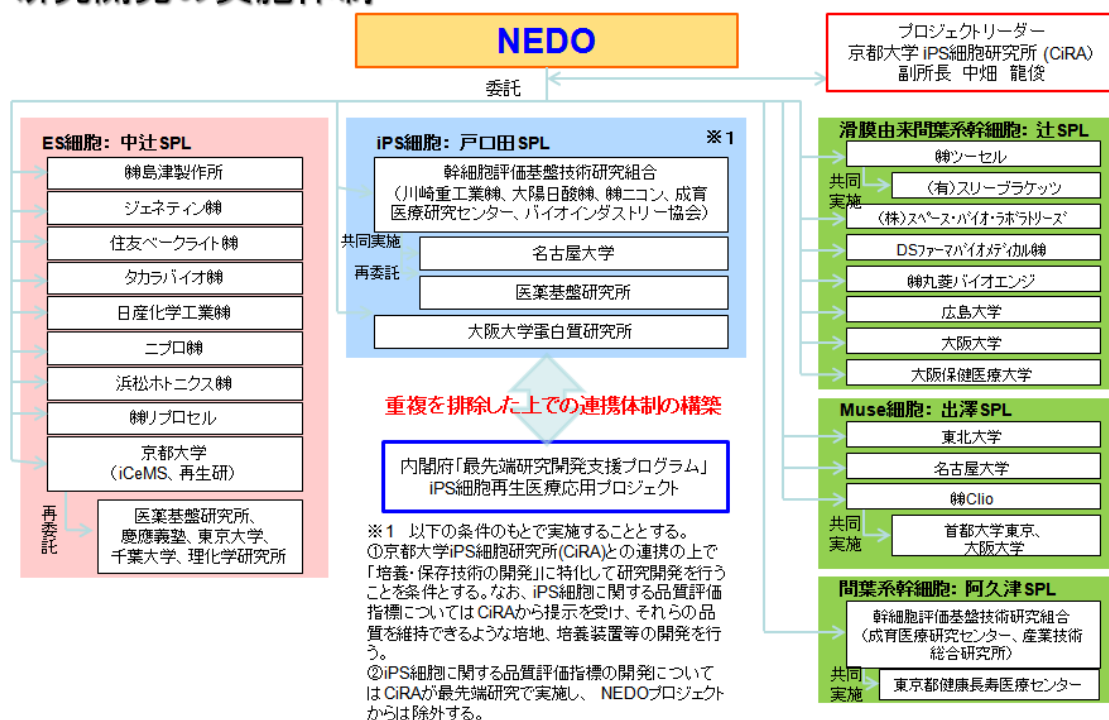 研究開発の実施体制
NEDO
プロジェクトリーダー
京都大学 iPS細胞研究所 (CiRA)
副所長 中畑 龍俊
委託
ES細胞: 中辻SPL
㈱島津製作所
ジェネティン㈱
住友ベークライト㈱
タカラバイオ㈱
日産化学工業㈱
ニプロ㈱
浜松ホトニクス㈱
㈱リプロセル
京都大学
(iCeMS、再生研)
再委託
医薬基盤研究所、
慶應義塾、東京大学、
千葉大学、理化学研究所
iPS細胞: 戸口田SPL
※1
幹細胞評価基盤技術研究組合
(川崎重工業㈱、大陽日酸㈱、㈱ニコン、成育
医療研究センター、バイオインダストリー協会)
共同実施
名古屋大学
再委託
医薬基盤研究所
大阪大学蛋白質研究所
重複を排除した上での連携体制の構築
内閣府「最先端研究開発支援プログラム」
iPS細胞再生医療応用プロジェクト
※1 以下の条件のもとで実施することとする。
①京都大学iPS細胞研究所(CiRA)との連携の上で
「培養・保存技術の開発」に特化して研究開発を行う
ことを条件とする。なお、iPS細胞に関する品質評価
指標についてはCiRAから提示を受け、それらの品
質を維持できるような培地、培養装置等の開発を行
う。
②iPS細胞に関する品質評価指標の開発について
はCiRAが最先端研究で実施し、 NEDOプロジェクト
からは除外する。
滑膜由来間葉系幹細胞: 辻SPL
㈱ツーセル
共同
実施
(有)スリーブラケッツ
(株)スペース・バイオ・ラボラトリーズ
DSファーマバイオメディカル㈱
㈱丸菱バイオエンジ
広島大学
大阪大学
大阪保健医療大学
Muse細胞: 出澤SPL
東北大学
名古屋大学
㈱Clio
共同
実施
首都大学東京、
大阪大学
間葉系幹細胞: 阿久津SPL
幹細胞評価基盤技術研究組合
(成育医療研究センター、産業技術
総合研究所)
共同
実施
東京都健康長寿医療センター